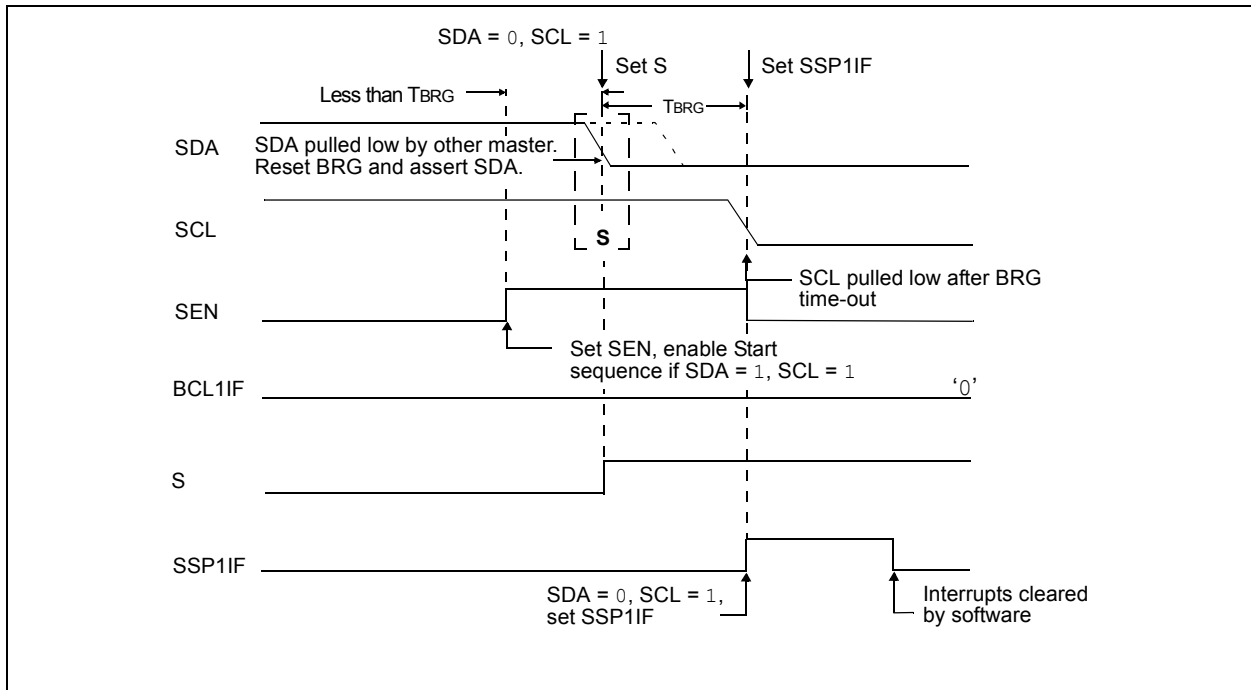 SDA = 0, SCL = 1
Set S
Set SSP1IF
Less than TBRG
TBRG
SDA
SDA pulled low by other master.
Reset BRG and assert SDA.
SCL
S
SCL pulled low after BRG
time-out
SEN
Set SEN, enable Start
sequence if SDA = 1, SCL = 1
BCL1IF
‘0’
S
SSP1IF
SDA = 0, SCL = 1,
set SSP1IF
Interrupts cleared
by software